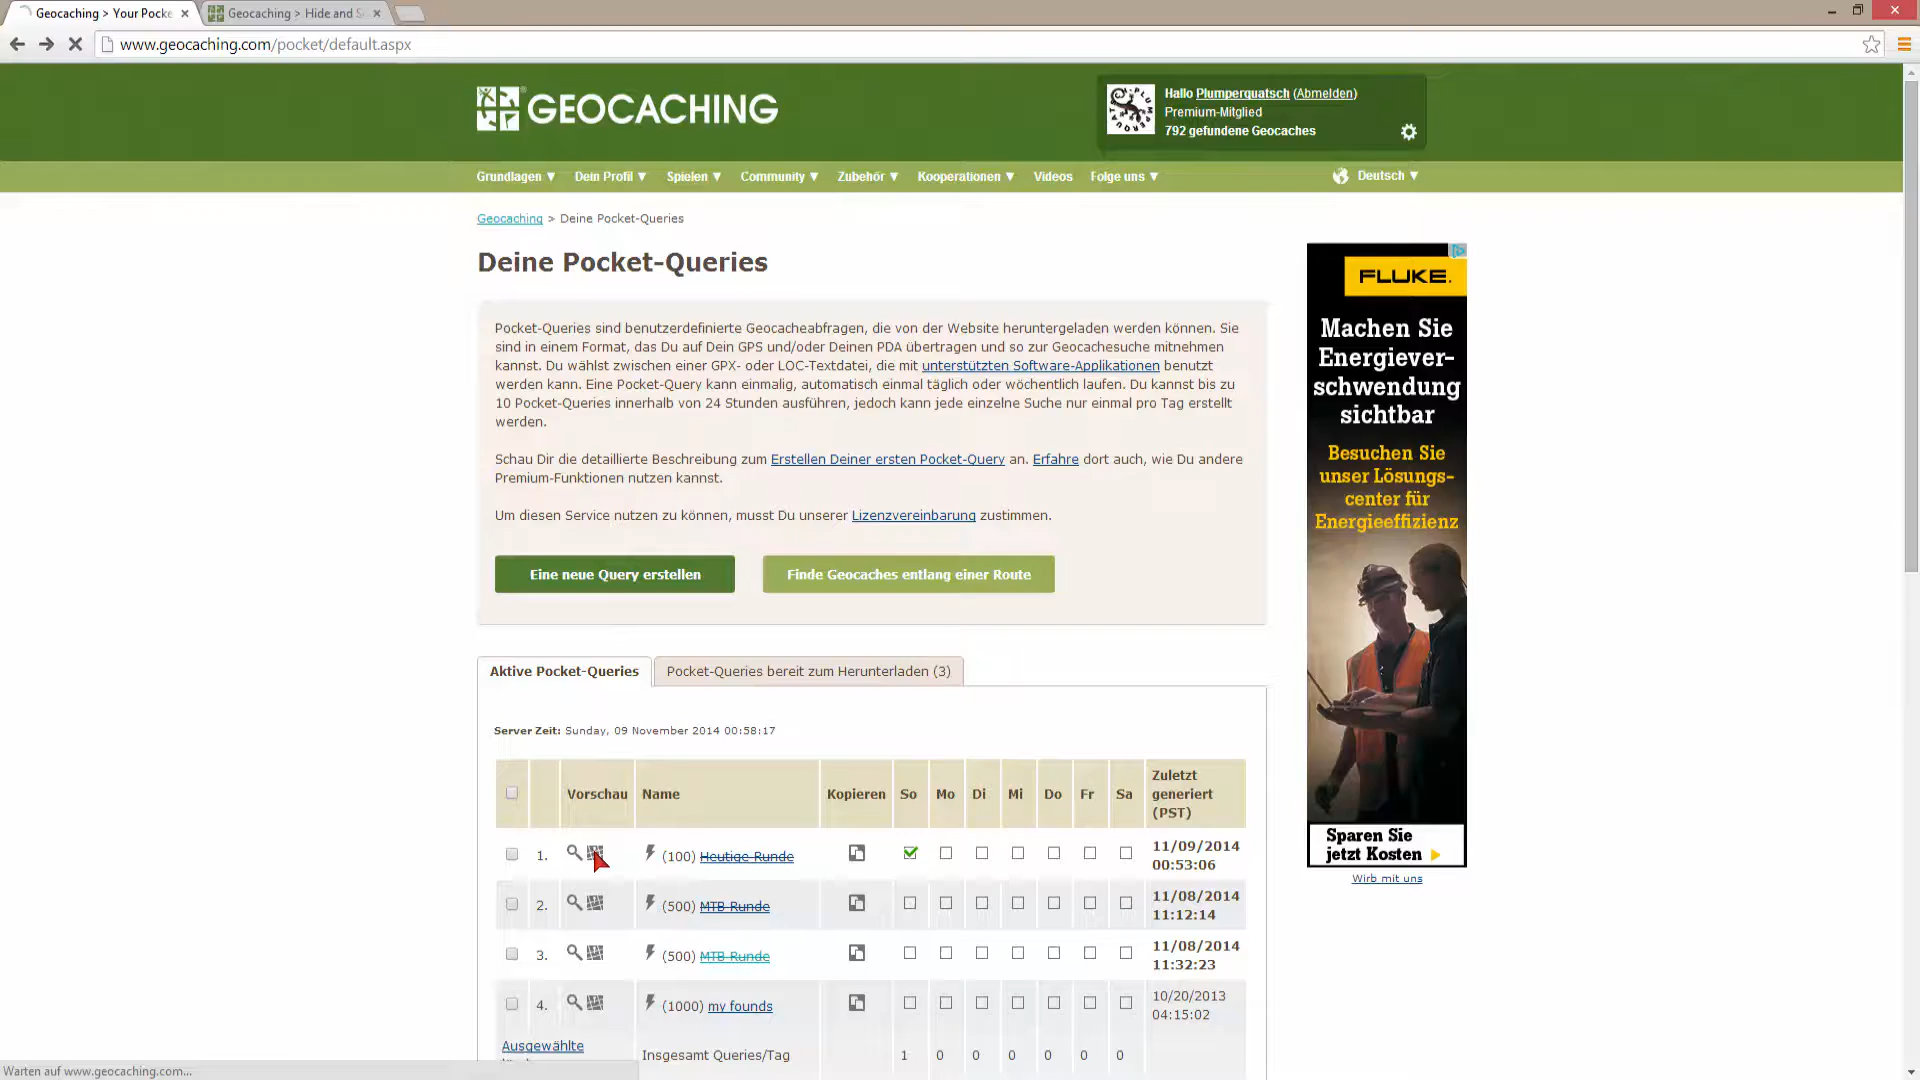 Geocaching > Your Pocke
Geocaching > Hide and S
www.geocaching.com/pocket/default.aspx
GEOCACHING
Hallo Plumperquatsch (Abmelden)
Premium-Mitglied
792 gefundene Geocaches
Grundlagen ▼ Dein Profil ▼ Spielen ▼ Community ▼ Zubehör ▼ Kooperationen ▼ Videos Folge uns ▼ Deutsch ▼
Geocaching > Deine Pocket-Queries
Deine Pocket-Queries
Pocket-Queries sind benutzerdefinierte Geocacheabfragen, die von der Website heruntergeladen werden können. Sie
sind in einem Format, das Du auf Dein GPS und/oder Deinen PDA übertragen und so zur Geocachesuche mitnehmen
kannst. Du wählst zwischen einer GPX- oder LOC-Textdatei, die mit unterstützten Software-Applikationen benutzt
werden kann. Eine Pocket-Query kann einmalig, automatisch einmal täglich oder wöchentlich laufen. Du kannst bis zu
10 Pocket-Queries innerhalb von 24 Stunden ausführen, jedoch kann jede einzelne Suche nur einmal pro Tag erstellt
werden.
Schau Dir die detaillierte Beschreibung zum Erstellen Deiner ersten Pocket-Query an. Erfahre dort auch, wie Du andere
Premium-Funktionen nutzen kannst.
Um diesen Service nutzen zu können, musst Du unserer Lizenzvereinbarung zustimmen.
Eine neue Query erstellen
Finde Geocaches entlang einer Route
FLUKE.
Machen Sie
Energiever-
schwendung
sichtbar
Besuchen Sie
unser Lösungs-
center für
Energieeffizienz
Sparen Sie
jetzt Kosten
Wirb mit uns
Aktive Pocket-Queries
Pocket-Queries bereit zum Herunterladen (3)
Server Zeit: Sunday, 09 November 2014 00:58:17
Vorschau Name Kopieren So Mo Di Mi Do Fr Sa Zuletzt
generiert
(PST)
1. (100) Heutige Runde 11/09/2014
00:53:06
2. (500) MTB Runde 11/08/2014
11:12:14
3. (500) MTB Runde 11/08/2014
11:32:23
4. (1000) my founds 10/20/2013
04:15:02
Ausgewählte
Insgesamt Queries/Tag 1 0 0 0 0 0 0
Warten auf www.geocaching.com...